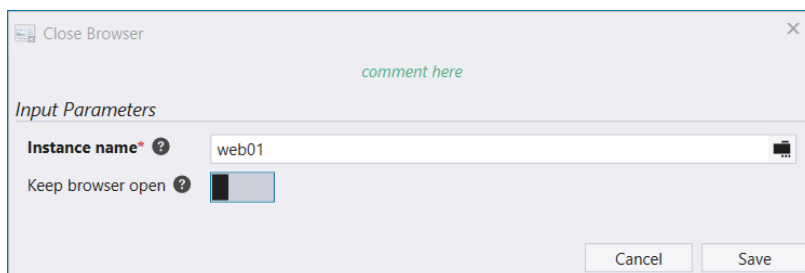 Close Browser
comment here
Input Parameters
Instance name* ?
web01
Keep browser open ?
Cancel
Save